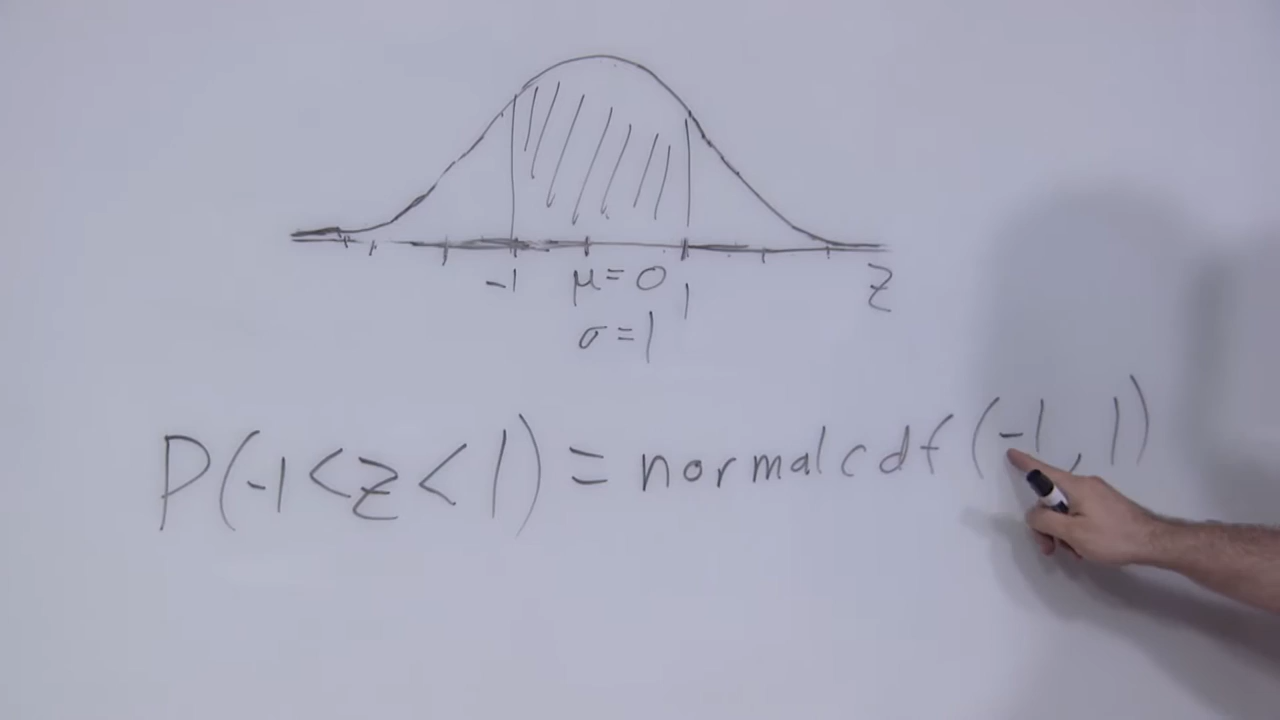 -1 μ = 0 1 z
σ = 1
P(-1 < z < 1) = normalcdf(-1, 1)